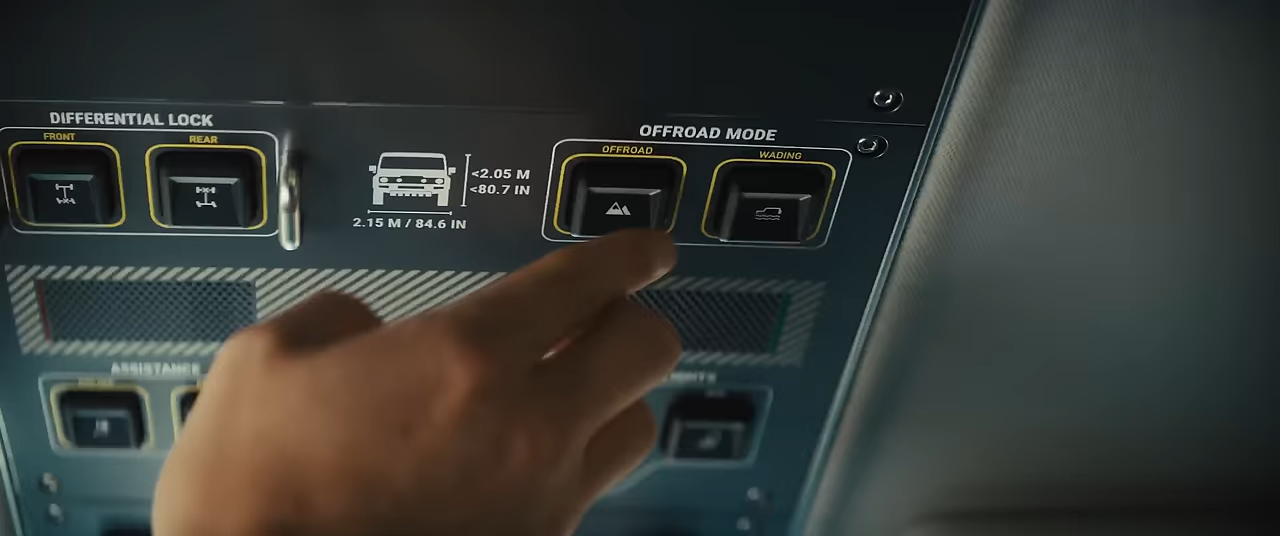 DIFFERENTIAL LOCK
FRONT
REAR
<2.05 M
<80.7 IN
2.15 M / 84.6 IN
OFFROAD MODE
OFFROAD
WADING
ASSISTANCE